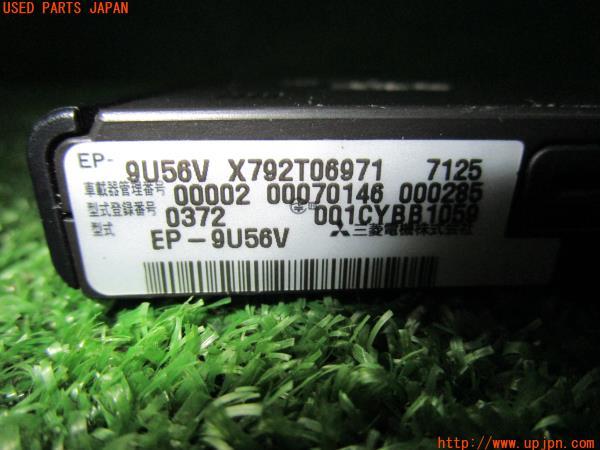 USED PARTS JAPAN
EP- 9U56V X792T06971 7125
車載器管理番号 00002 00070146 000285
型式登録番号 0372 001CYBB1059
型式 EP-9U56V 三菱電機株式会社
http://www.upjpn.com